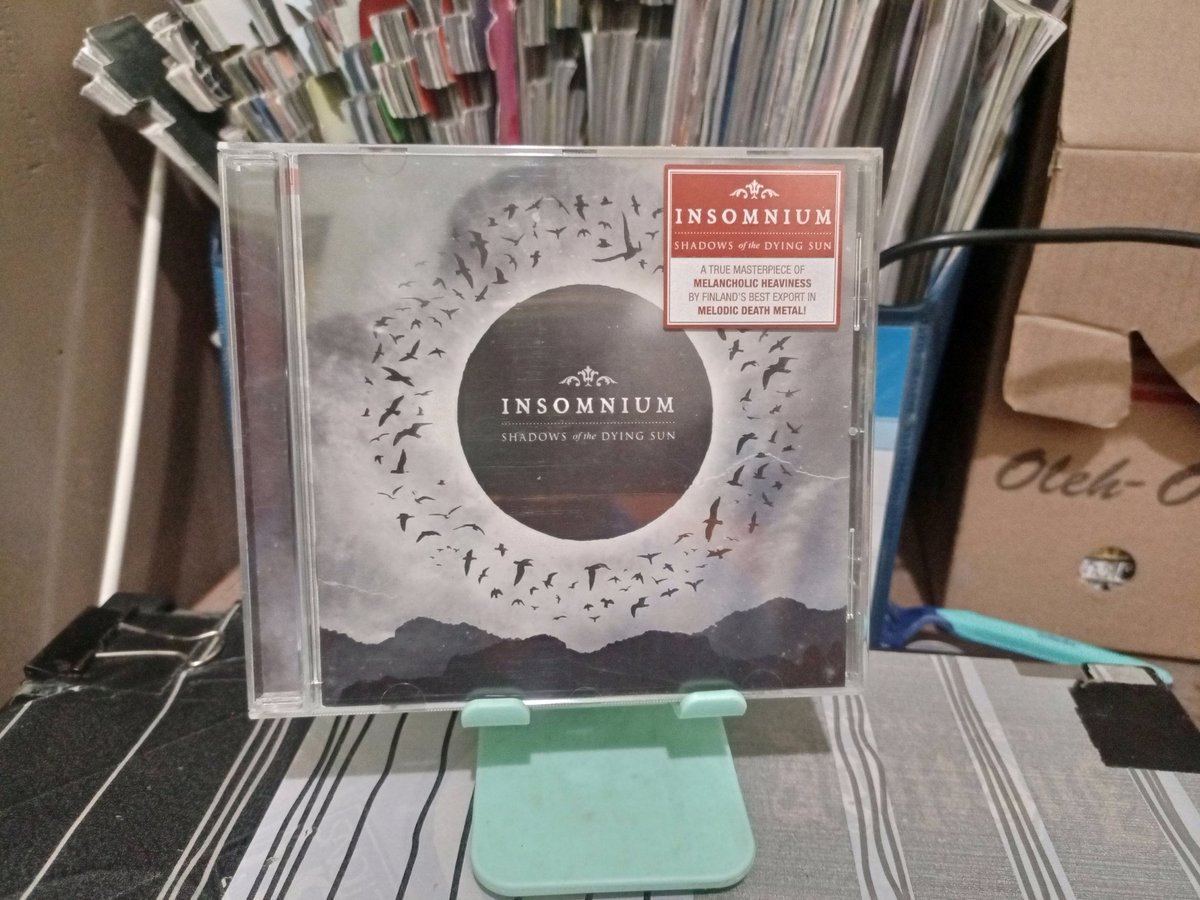 INSOMNIUM
SHADOWS of the DYING SUN
A TRUE MASTERPIECE OF
MELANCHOLIC HEAVINESS
BY FINLAND'S BEST EXPORT IN
MELODIC DEATH METAL!
INSOMNIUM
SHADOWS of the DYING SUN
Oleh-O